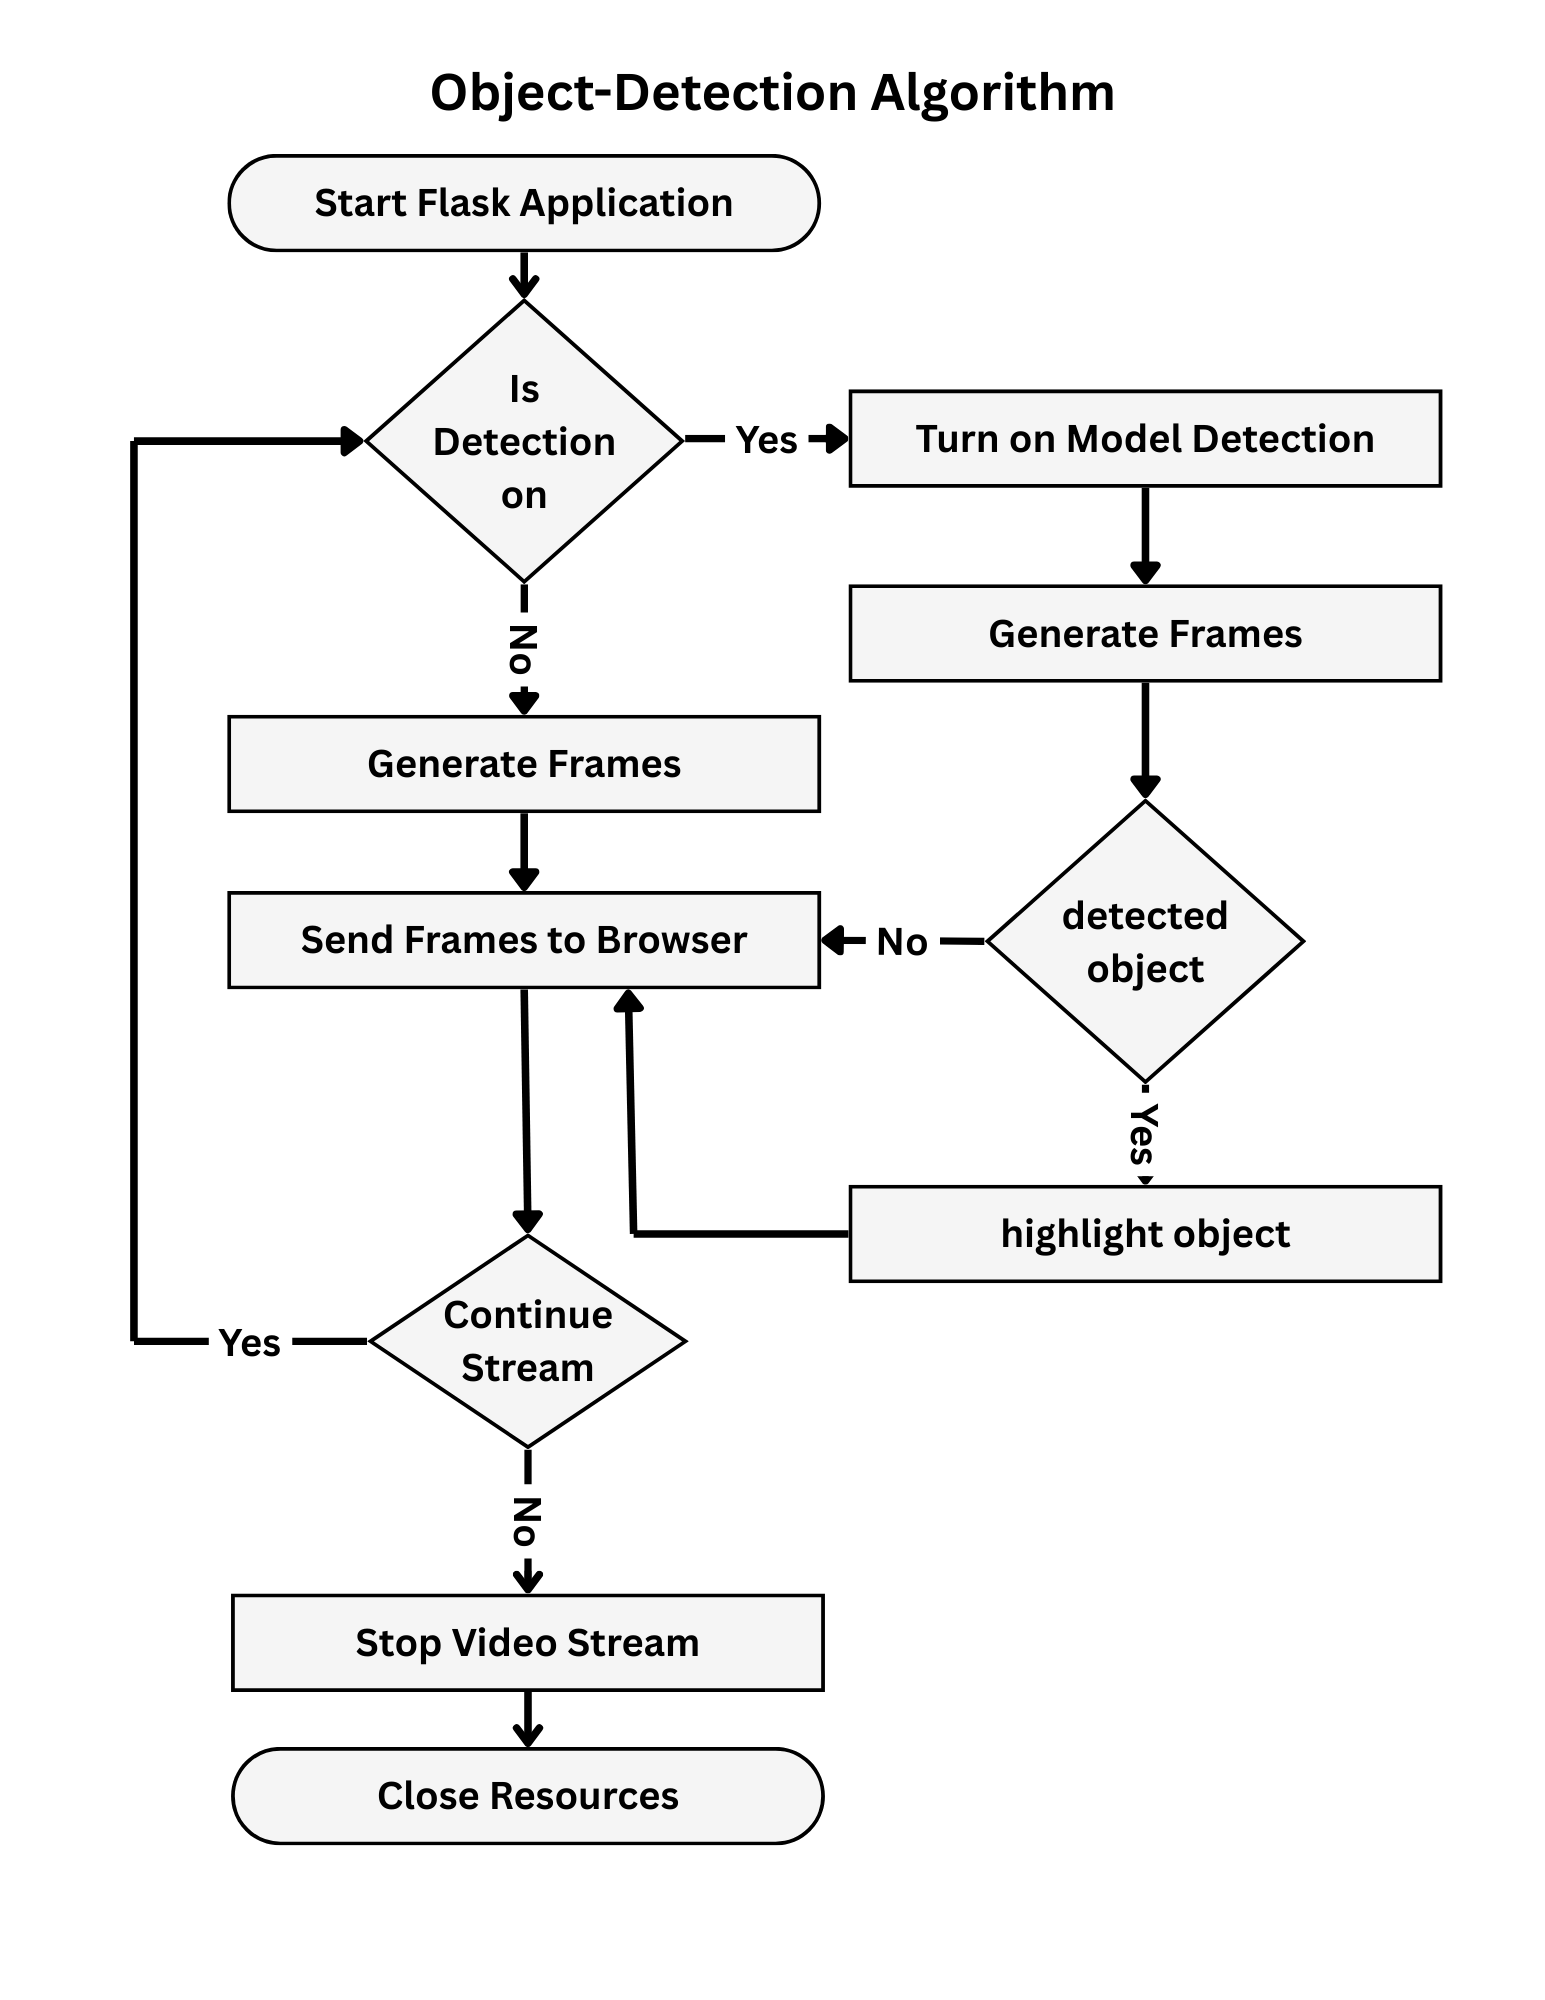 Object-Detection Algorithm
Start Flask Application
Is
Detection
on
Yes
Turn on Model Detection
No
Generate Frames
Generate Frames
Send Frames to Browser
No
detected
object
Yes
highlight object
Continue
Stream
Yes
No
Stop Video Stream
Close Resources